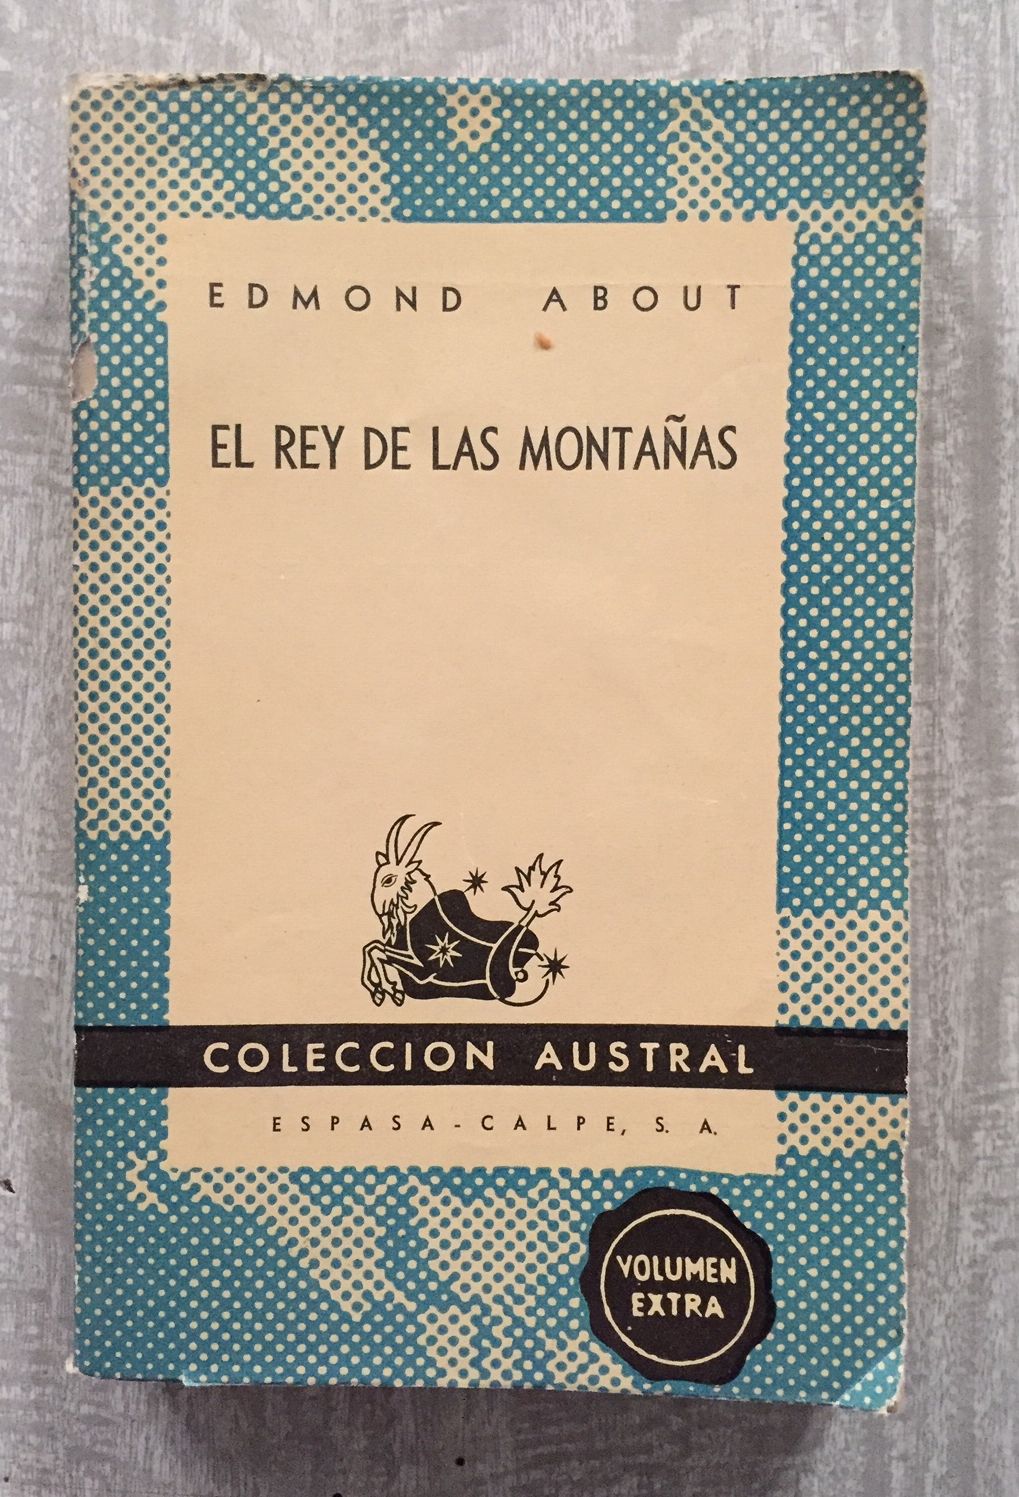 EDMOND ABOUT
EL REY DE LAS MONTAÑAS
COLECCION AUSTRAL
ESPASA-CALPE, S. A.
VOLUMEN
EXTRA